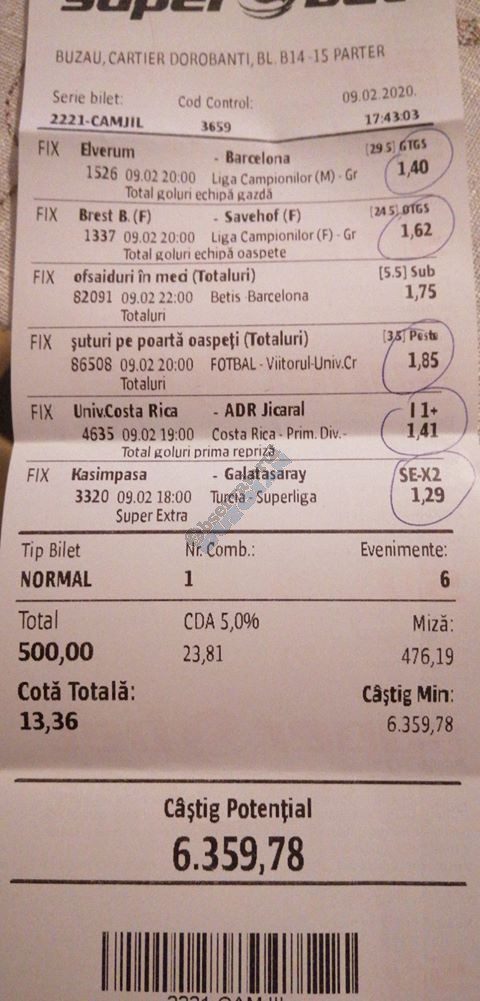 super bet
BUZAU, CARTIER DOROBANTI, BL. B14 -15 PARTER
Serie bilet: Cod Control: 09.02.2020.
2221-CAMJIL 3659 17:43:03
FIX Elverum - Barcelona [29.5] GTGS
1526 09.02 20:00 Liga Campionilor (M) - Gr 1,40
Total goluri echipă gazdă
FIX Brest B. (F) - Savehof (F) [24.5] OTGS
1337 09.02 20:00 Liga Campionilor (F) - Gr 1,62
Total goluri echipă oaspete
FIX ofsaiduri în meci (Totaluri) [5.5] Sub
82091 09.02 22:00 Betis -Barcelona 1,75
Totaluri
FIX şuturi pe poartă oaspeţi (Totaluri) [3.5] Peste
86508 09.02 20:00 FOTBAL - Viitorul-Univ.Cr 1,85
Totaluri
FIX Univ.Costa Rica - ADR Jicaral I 1+
4635 09.02 19:00 Costa Rica - Prim. Div.- 1,41
Total goluri prima repriză
FIX Kasimpasa - Galatasaray SE-X2
3320 09.02 18:00 Turcia - Superliga 1,29
Super Extra
Tip Bilet Nr. Comb.: Evenimente:
NORMAL 1 6
Total CDA 5,0% Miză:
500,00 23,81 476,19
Cotă Totală: Câştig Min:
13,36 6.359,78
Câştig Potenţial
6.359,78